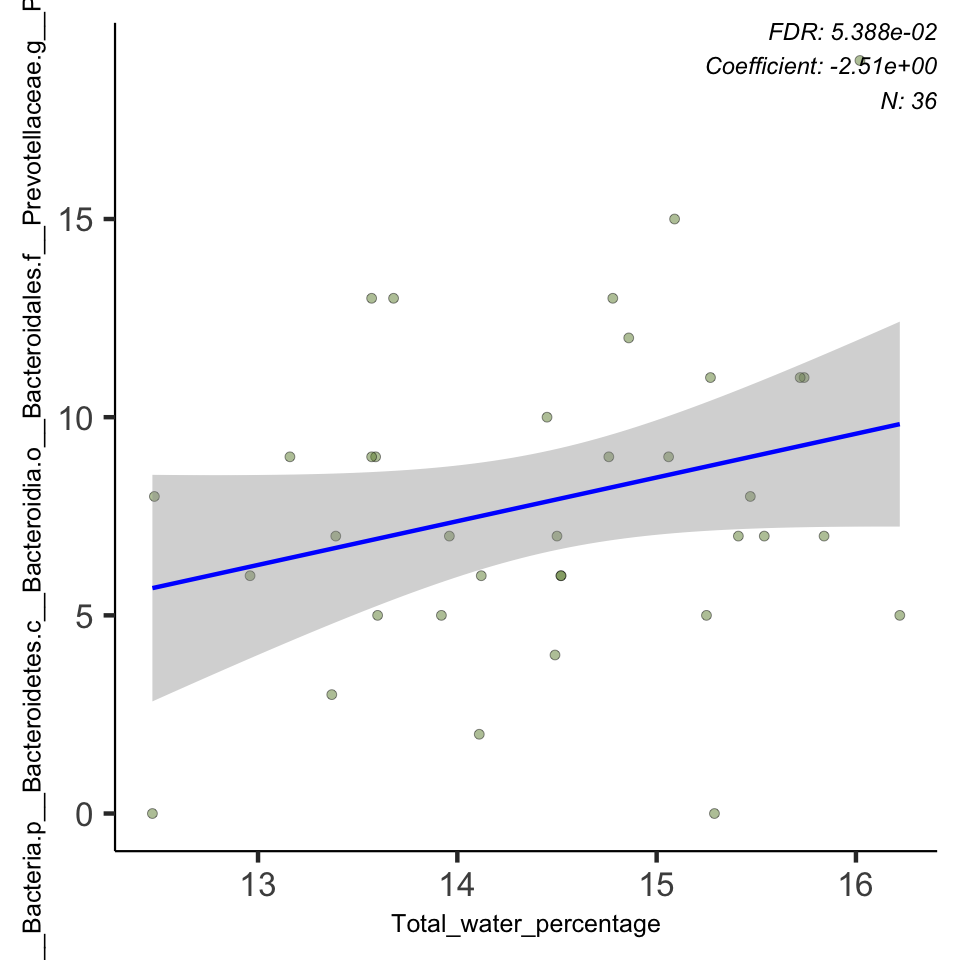 FDR: 5.388e-02
Coefficient: -2.51e+00
N: 36
__Bacteria.p__Bacteroidetes.c__Bacteroidia.o__Bacteroidales.f__Prevotellaceae.g__P
15
10
5
0
13 14 15 16
Total_water_percentage